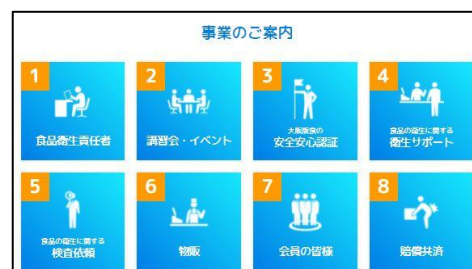 事業のご案内
1
食品衛生責任者
2
講習会・イベント
3
大阪版食の
安全安心認証
4
食品の衛生に関する
衛生サポート
5
食品の衛生に関する
検査依頼
6
物販
7
会員の皆様
8
賠償共済